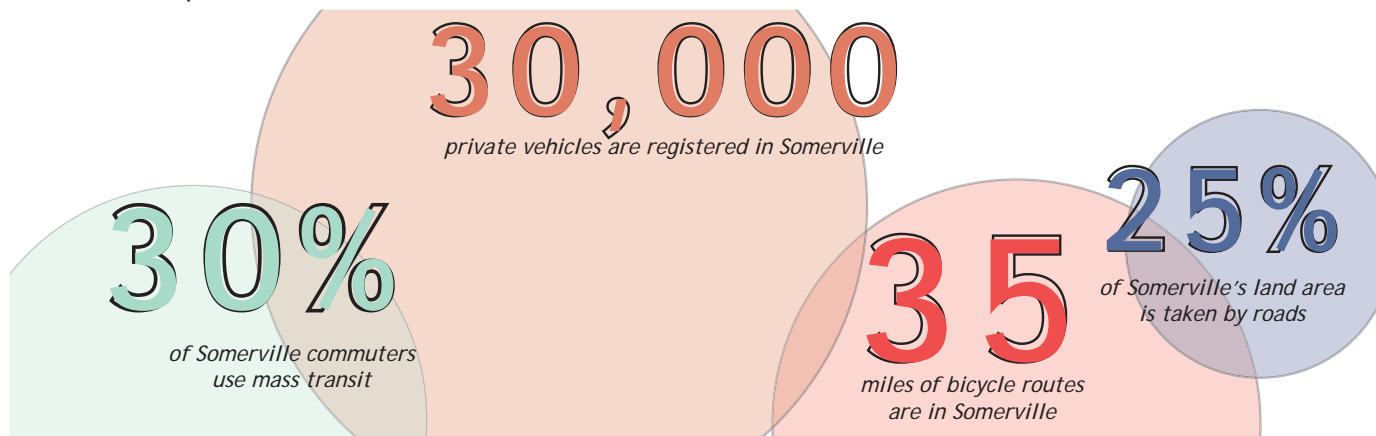 30,000
private vehicles are registered in Somerville
30%
of Somerville commuters
use mass transit
35
miles of bicycle routes
are in Somerville
25%
of Somerville's land area
is taken by roads